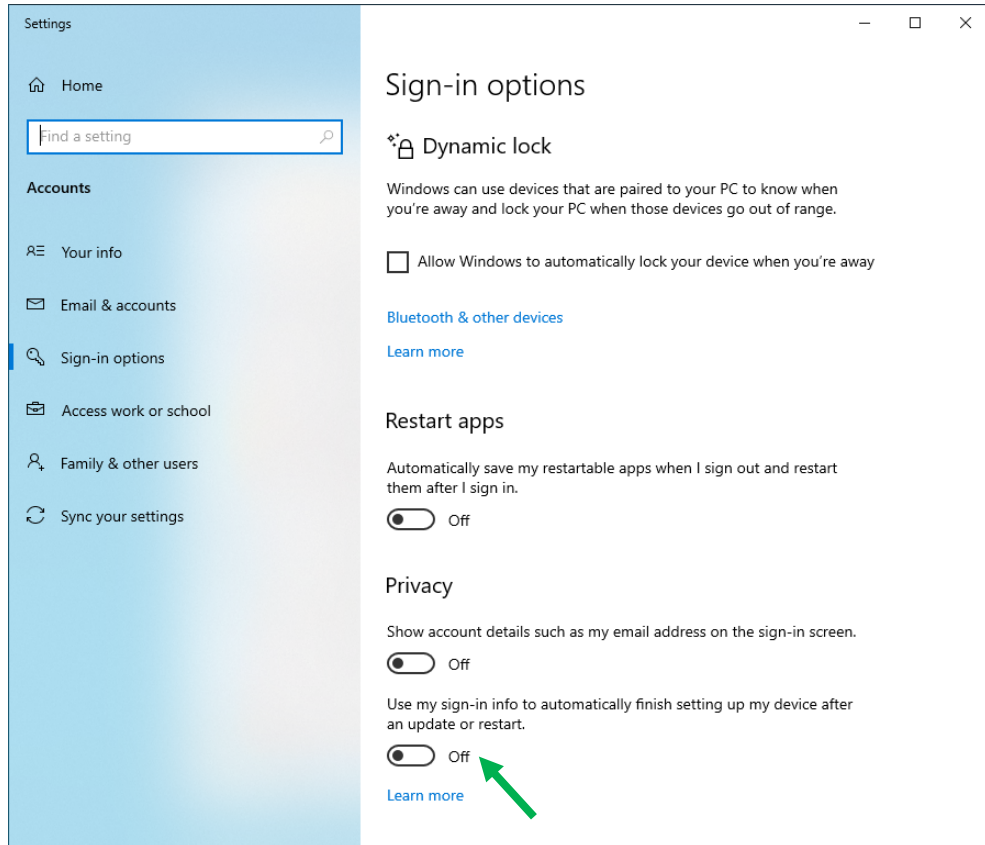 Settings
Home
Find a setting
Accounts
Your info
Email & accounts
Sign-in options
Access work or school
Family & other users
Sync your settings
Sign-in options
Dynamic lock
Windows can use devices that are paired to your PC to know when
you're away and lock your PC when those devices go out of range.
Allow Windows to automatically lock your device when you're away
Bluetooth & other devices
Learn more
Restart apps
Automatically save my restartable apps when I sign out and restart
them after I sign in.
Off
Privacy
Show account details such as my email address on the sign-in screen.
Off
Use my sign-in info to automatically finish setting up my device after
an update or restart.
Off
Learn more